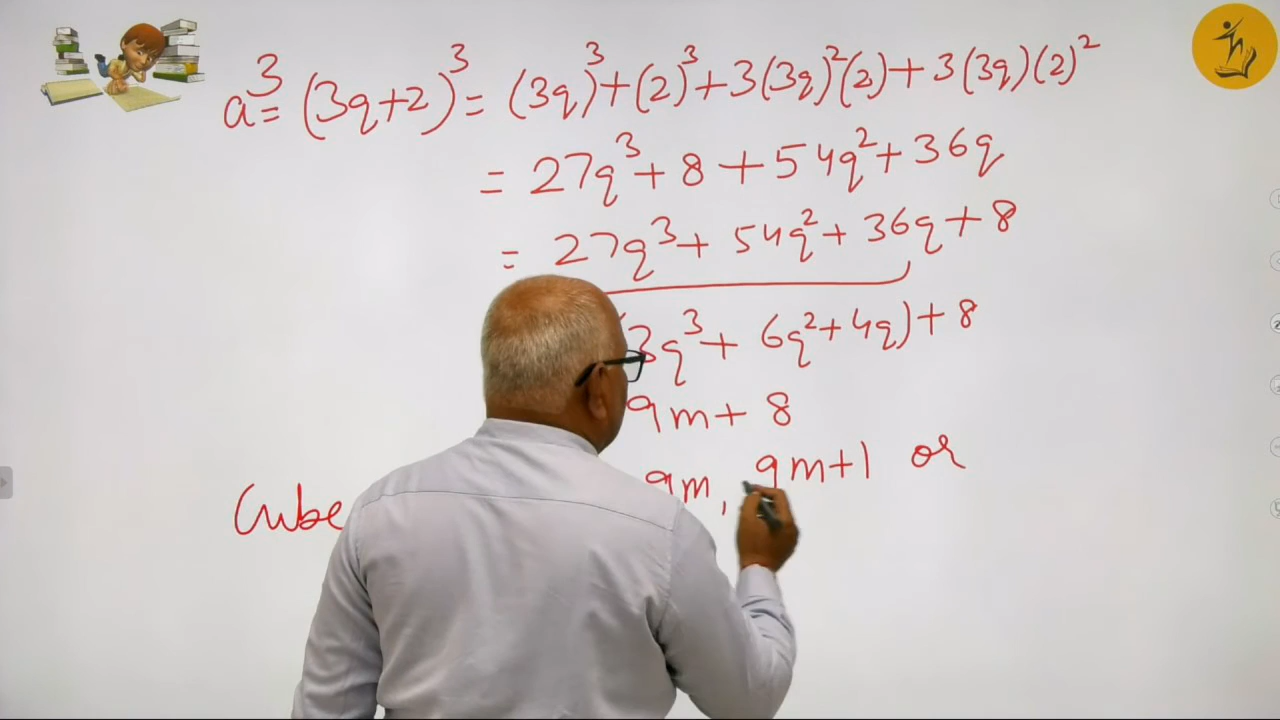 a³ = (3q+2)³ = (3q)³+(2)³+3(3q)²(2)+3(3q)(2)²
= 27q³+8+54q²+36q
= 27q³+54q²+36q+8
3q³+6q²+4q)+8
9m+8
Cube 9m, 9m+1 or